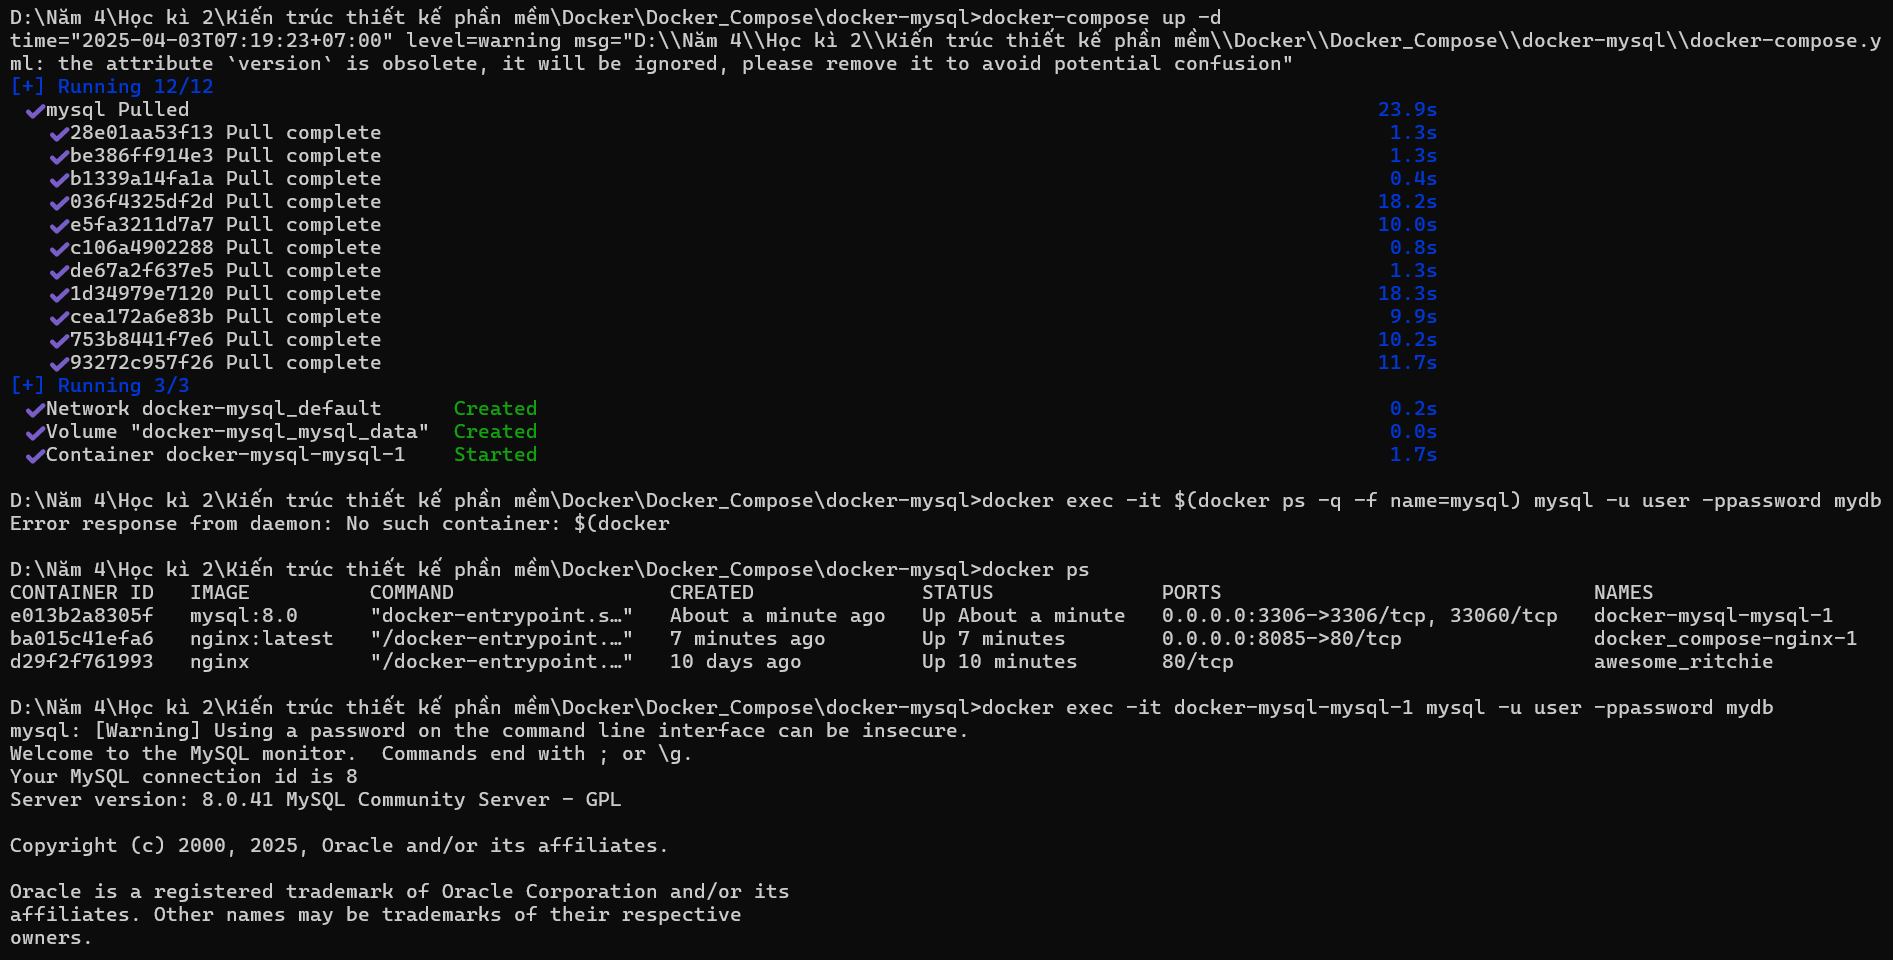 D:\Năm 4\Học kì 2\Kiến trúc thiết kế phần mềm\Docker\Docker_Compose\docker-mysql>docker-compose up -d
time="2025-04-03T07:19:23+07:00" level=warning msg="D:\\Năm 4\\Học kì 2\\Kiến trúc thiết kế phần mềm\\Docker\\Docker_Compose\\docker-mysql\\docker-compose.y
ml: the attribute `version` is obsolete, it will be ignored, please remove it to avoid potential confusion"
[+] Running 12/12
✔mysql Pulled 23.9s
✔28e01aa53f13 Pull complete 1.3s
✔be386ff914e3 Pull complete 1.3s
✔b1339a14fa1a Pull complete 0.4s
✔036f4325df2d Pull complete 18.2s
✔e5fa3211d7a7 Pull complete 10.0s
✔c106a4902288 Pull complete 0.8s
✔de67a2f637e5 Pull complete 1.3s
✔1d34979e7120 Pull complete 18.3s
✔cea172a6e83b Pull complete 9.9s
✔753b8441f7e6 Pull complete 10.2s
✔93272c957f26 Pull complete 11.7s
[+] Running 3/3
✔Network docker-mysql_default Created 0.2s
✔Volume "docker-mysql_mysql_data" Created 0.0s
✔Container docker-mysql-mysql-1 Started 1.7s
D:\Năm 4\Học kì 2\Kiến trúc thiết kế phần mềm\Docker\Docker_Compose\docker-mysql>docker exec -it $(docker ps -q -f name=mysql) mysql -u user -ppassword mydb
Error response from daemon: No such container: $(docker
D:\Năm 4\Học kì 2\Kiến trúc thiết kế phần mềm\Docker\Docker_Compose\docker-mysql>docker ps
CONTAINER ID IMAGE COMMAND CREATED STATUS PORTS NAMES
e013b2a8305f mysql:8.0 "docker-entrypoint.s…" About a minute ago Up About a minute 0.0.0.0:3306->3306/tcp, 33060/tcp docker-mysql-mysql-1
ba015c41efa6 nginx:latest "/docker-entrypoint.…" 7 minutes ago Up 7 minutes 0.0.0.0:8085->80/tcp docker_compose-nginx-1
d29f2f761993 nginx "/docker-entrypoint.…" 10 days ago Up 10 minutes 80/tcp awesome_ritchie
D:\Năm 4\Học kì 2\Kiến trúc thiết kế phần mềm\Docker\Docker_Compose\docker-mysql>docker exec -it docker-mysql-mysql-1 mysql -u user -ppassword mydb
mysql: [Warning] Using a password on the command line interface can be insecure.
Welcome to the MySQL monitor.  Commands end with ; or \g.
Your MySQL connection id is 8
Server version: 8.0.41 MySQL Community Server - GPL
Copyright (c) 2000, 2025, Oracle and/or its affiliates.
Oracle is a registered trademark of Oracle Corporation and/or its
affiliates. Other names may be trademarks of their respective
owners.